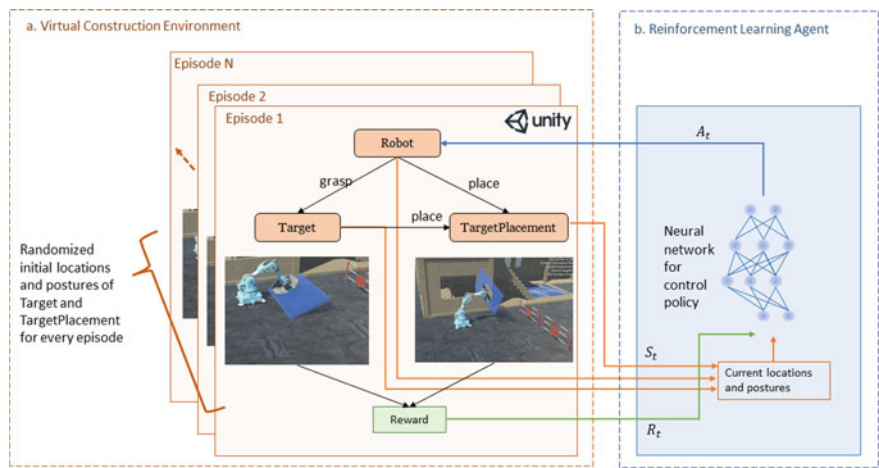 a. Virtual Construction Environment
b. Reinforcement Learning Agent
Episode N
Episode 2
Episode 1
unity
Robot
grasp
place
place
Target
TargetPlacement
Randomized
initial locations
and postures of
Target and
TargetPlacement
for every episode
Reward
A_t
Neural
network
for
control
policy
S_t
Current locations
and postures
R_t